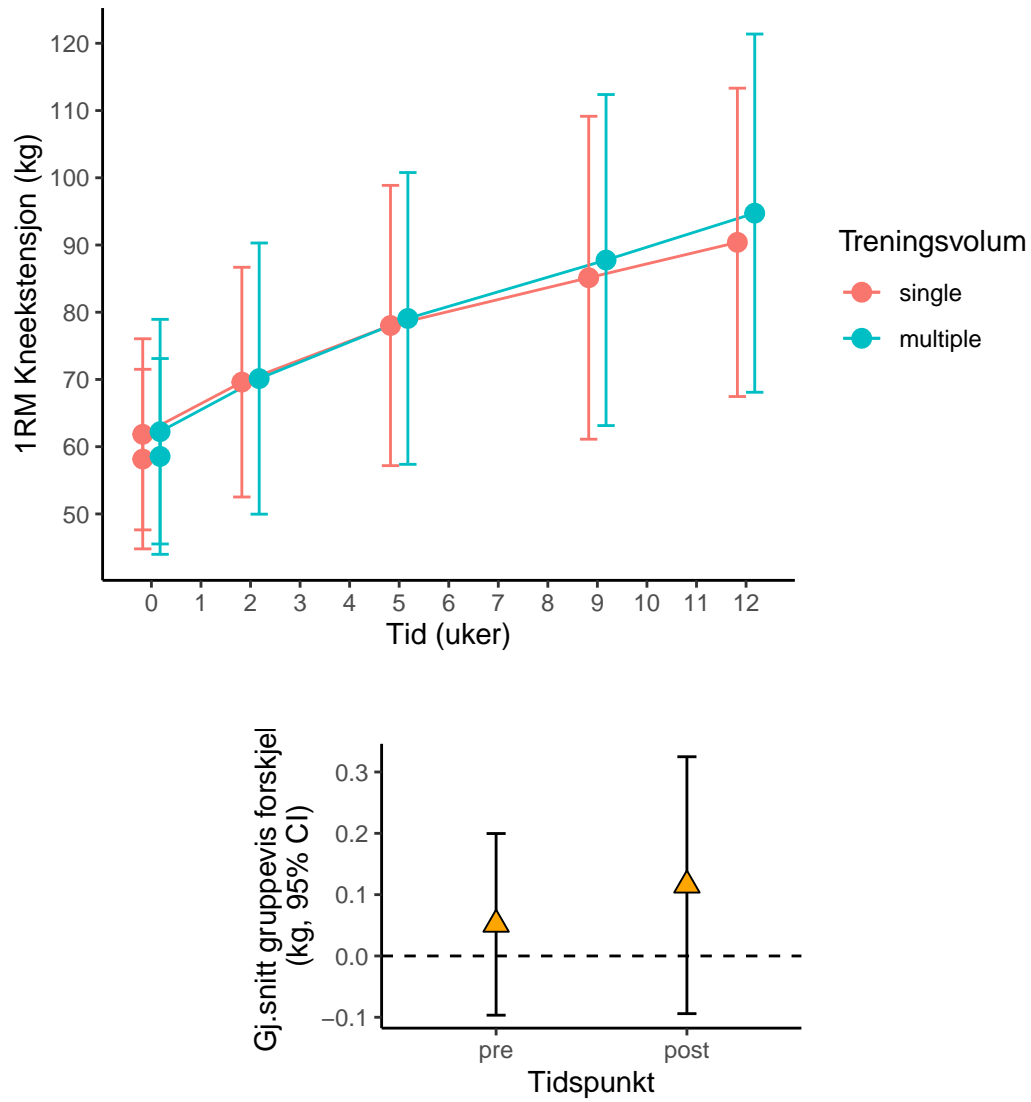 120
110
100
90
80
70
60
50
1RM Kneekstensjon (kg)
0 1 2 3 4 5 6 7 8 9 10 11 12
Tid (uker)
Treningsvolum
single
multiple
0.3
0.2
0.1
0.0
−0.1
Gj.snitt gruppevis forskjel
(kg, 95% CI)
pre post
Tidspunkt